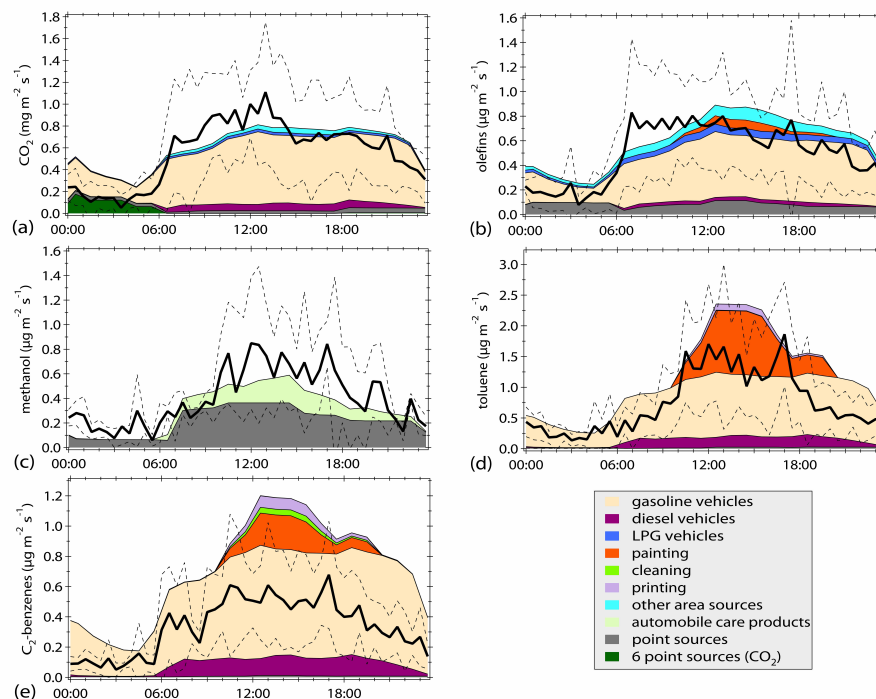 1.8
1.6
1.4
1.2
1.0
0.8
0.6
0.4
0.2
0.0
CO2 (mg m-2 s-1)
00:00 06:00 12:00 18:00
(a)
1.6
1.4
1.2
1.0
0.8
0.6
0.4
0.2
0.0
olefins (µg m-2 s-1)
00:00 06:00 12:00 18:00
(b)
1.6
1.4
1.2
1.0
0.8
0.6
0.4
0.2
0.0
methanol (µg m-2 s-1)
00:00 06:00 12:00 18:00
(c)
3.0
2.5
2.0
1.5
1.0
0.5
0.0
toluene (µg m-2 s-1)
00:00 06:00 12:00 18:00
(d)
1.2
1.0
0.8
0.6
0.4
0.2
0.0
C2-benzenes (µg m-2 s-1)
00:00 06:00 12:00 18:00
(e)
gasoline vehicles
diesel vehicles
LPG vehicles
painting
cleaning
printing
other area sources
automobile care products
point sources
6 point sources (CO2)